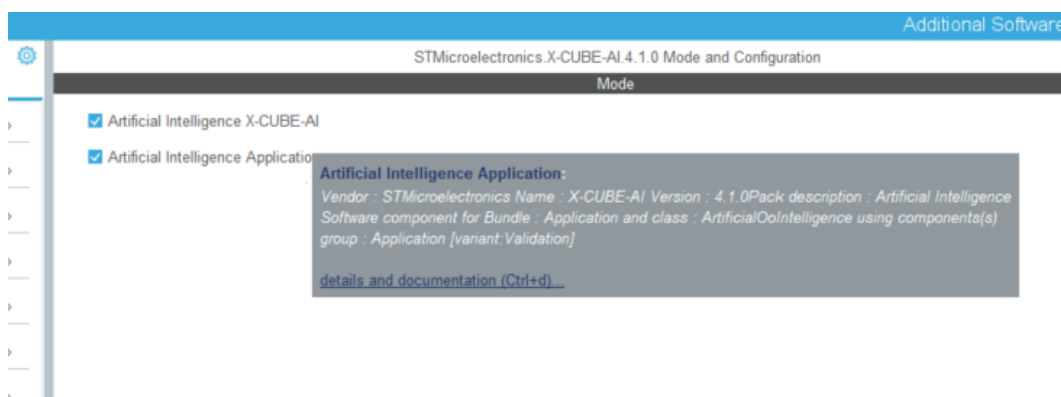 Additional Software
STMicroelectronics.X-CUBE-AI.4.1.0 Mode and Configuration
Mode
Artificial Intelligence X-CUBE-AI
Artificial Intelligence Applicatio
Artificial Intelligence Application:
Vendor : STMicroelectronics Name : X-CUBE-AI Version : 4.1.0Pack description : Artificial Intelligence
Software component for Bundle : Application and class : ArtificialOoIntelligence using components(s)
group : Application [variant:Validation]
details and documentation (Ctrl+d)...